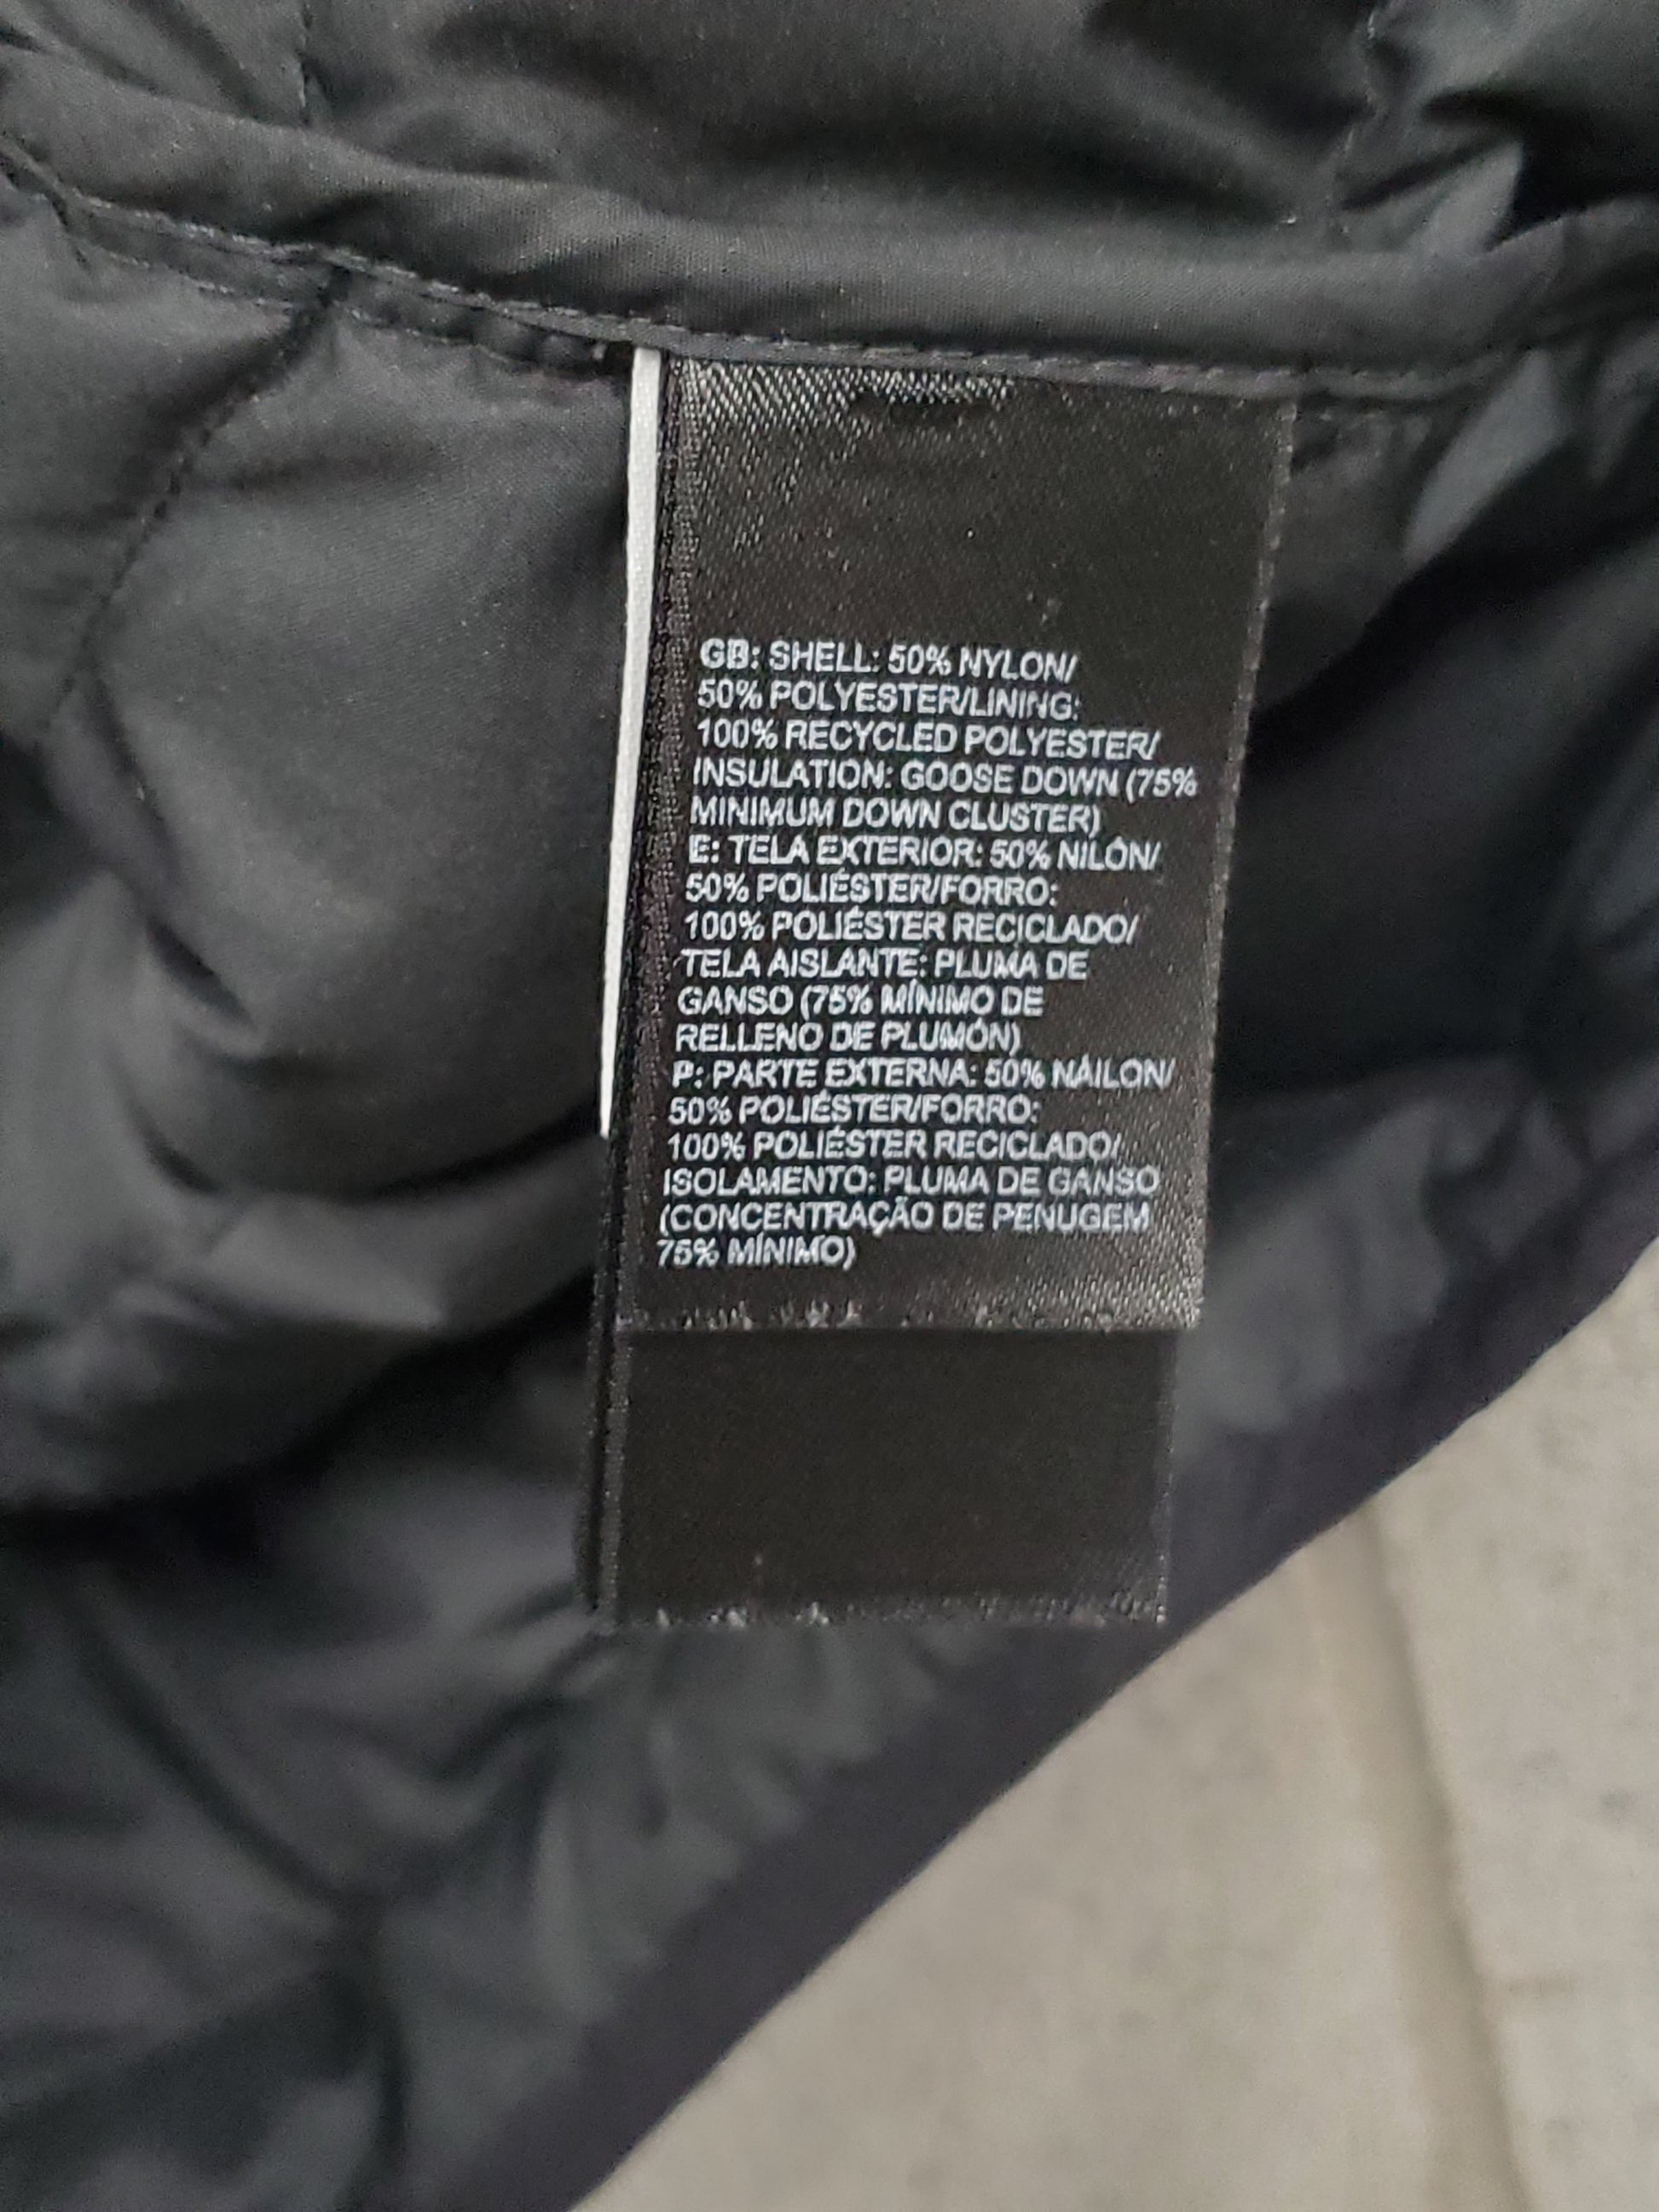 GB: SHELL: 50% NYLON/
50% POLYESTER/LINING:
100% RECYCLED POLYESTER/
INSULATION: GOOSE DOWN (75%
MINIMUM DOWN CLUSTER)
E: TELA EXTERIOR: 50% NILÓN/
50% POLIÉSTER/FORRO:
100% POLIÉSTER RECICLADO/
TELA AISLANTE: PLUMA DE
GANSO (75% MÍNIMO DE
RELLENO DE PLUMÓN)
P: PARTE EXTERNA: 50% NÁILON/
50% POLIÉSTER/FORRO:
100% POLIÉSTER RECICLADO/
ISOLAMENTO: PLUMA DE GANSO
(CONCENTRAÇÃO DE PENUGEM
75% MÍNIMO)